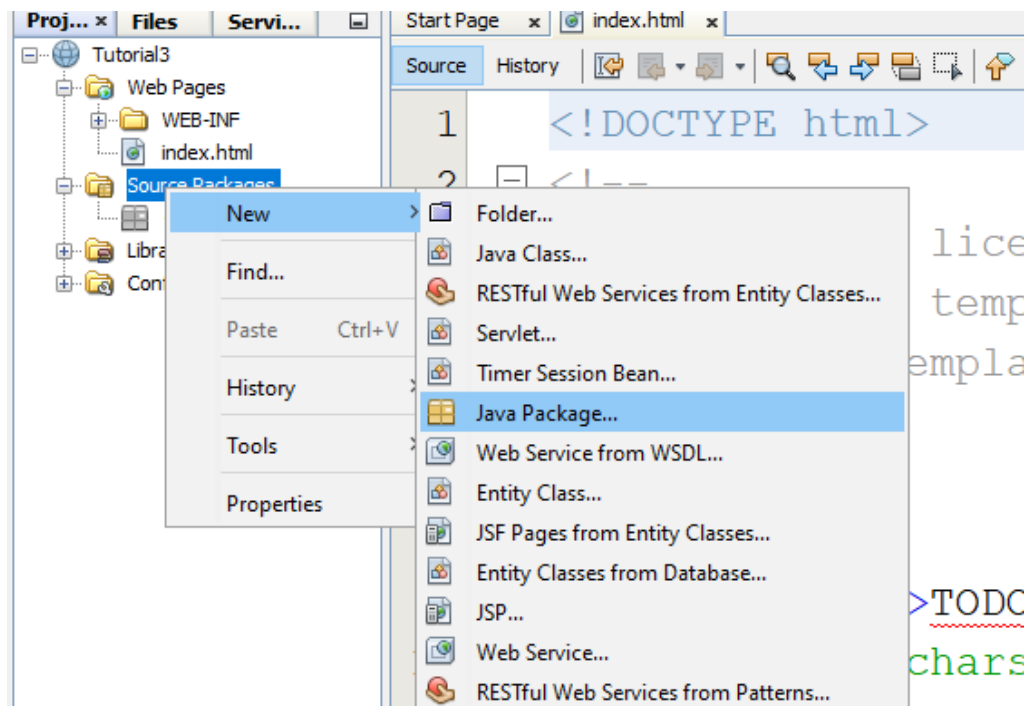 Proj... × Files Servi...
Start Page × index.html ×
Tutorial3
Web Pages
WEB-INF
index.html
Source Packages
Libra
Con
Source History
1 <!DOCTYPE html>
2 <!--
lice
temp
empla
>TODO
chars
New
Find...
Paste Ctrl+V
History
Tools
Properties
Folder...
Java Class...
RESTful Web Services from Entity Classes...
Servlet...
Timer Session Bean...
Java Package...
Web Service from WSDL...
Entity Class...
JSF Pages from Entity Classes...
Entity Classes from Database...
JSP...
Web Service...
RESTful Web Services from Patterns...